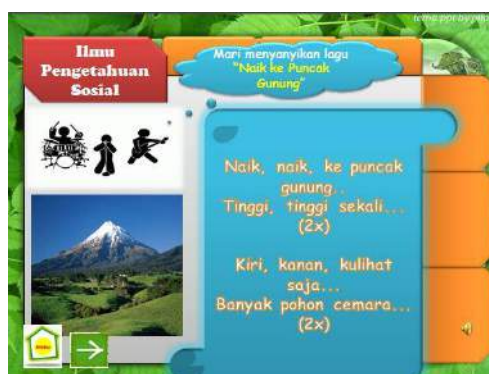 Ilmu
Pengetahuan
Sosial
Mari menyanyikan lagu
"Naik ke Puncak
Gunung"
Naik, naik, ke puncak
gunung..
Tinggi, tinggi sekali...
(2x)
Kiri, kanan, kulihat
saja...
Banyak pohon cemara...
(2x)